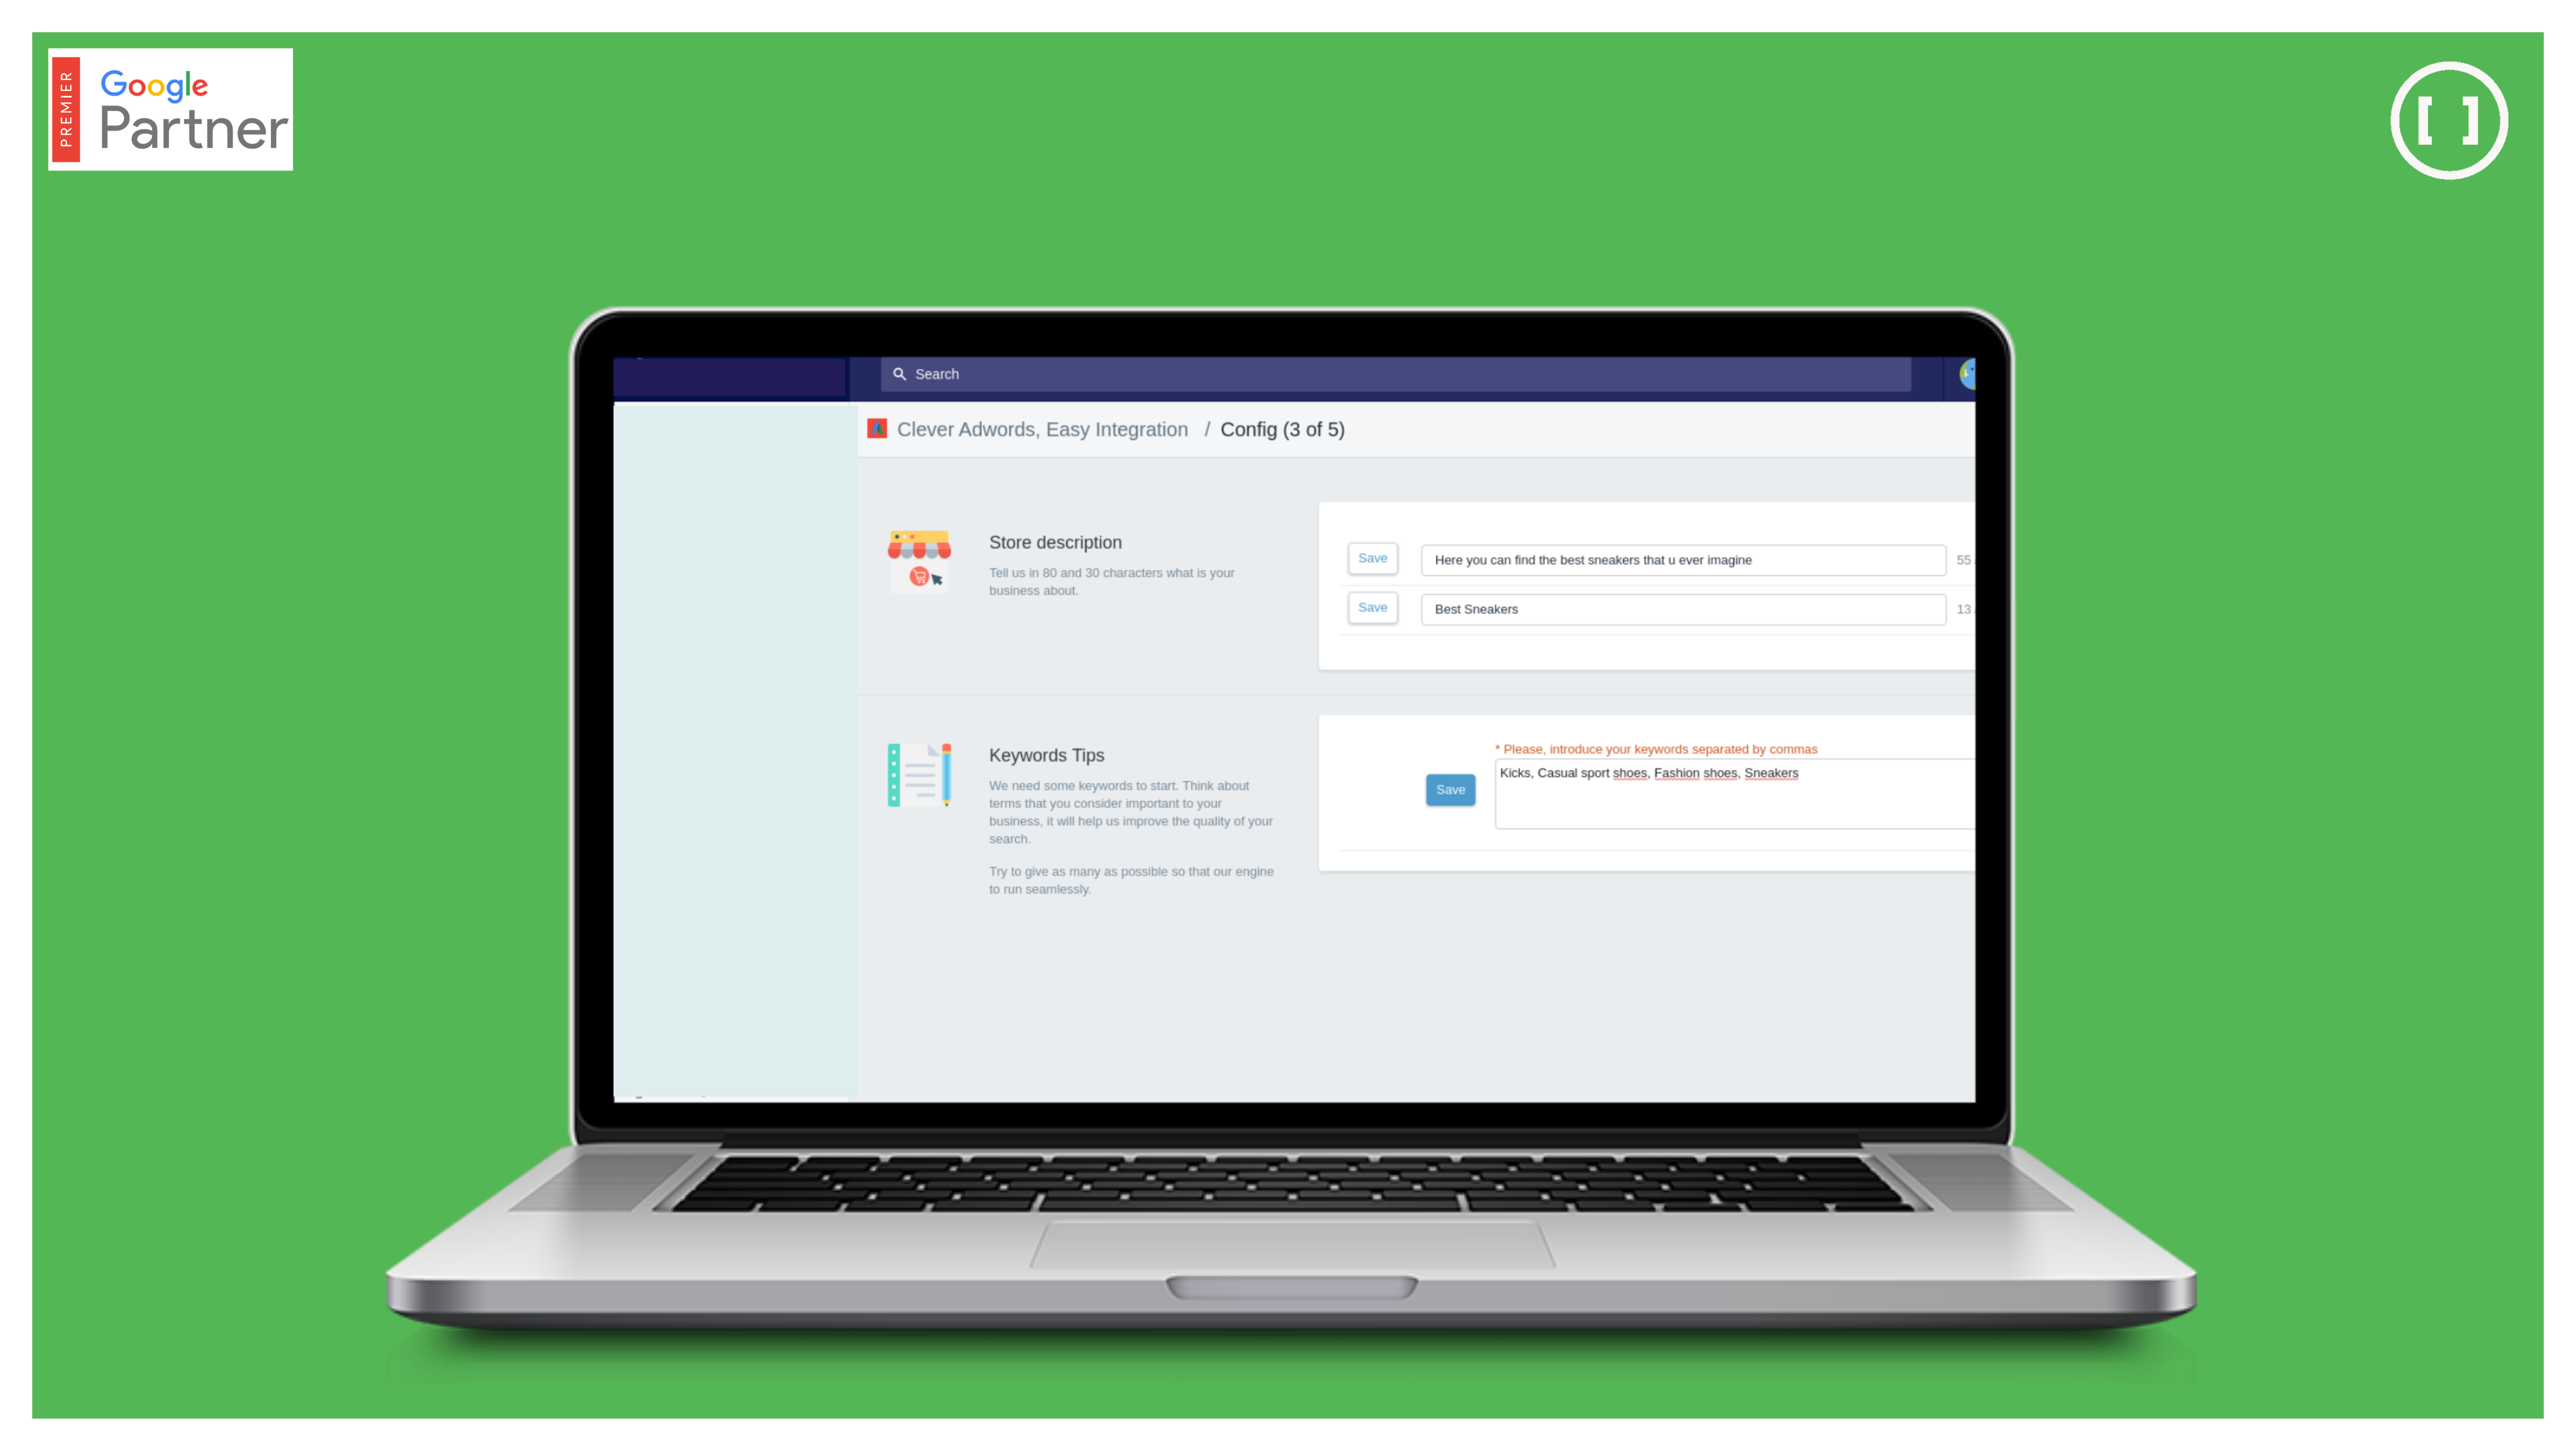 PREMIER
Google
Partner
[ ]
Search
Clever Adwords, Easy Integration / Config (3 of 5)
Store description
Tell us in 80 and 30 characters what is your
business about.
Save
Here you can find the best sneakers that u ever imagine
55
Save
Best Sneakers
13
Keywords Tips
We need some keywords to start. Think about
terms that you consider important to your
business, it will help us improve the quality of your
search.
Try to give as many as possible so that our engine
to run seamlessly.
* Please, introduce your keywords separated by commas
Save
Kicks, Casual sport shoes, Fashion shoes, Sneakers